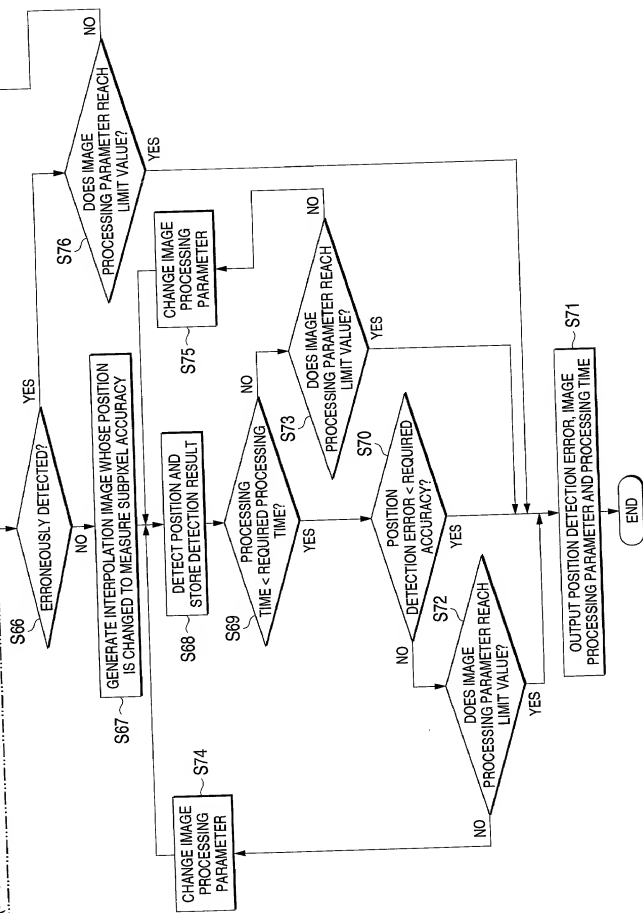 S66
ERRONEOUSLY DETECTED?
YES
NO
S76
DOES IMAGE
PROCESSING PARAMETER REACH
LIMIT VALUE?
NO
YES
S67
GENERATE INTERPOLATION IMAGE WHOSE POSITION
IS CHANGED TO MEASURE SUBPIXEL ACCURACY
S74
CHANGE IMAGE
PROCESSING
PARAMETER
S68
DETECT POSITION AND
STORE DETECTION RESULT
S75
CHANGE IMAGE
PROCESSING
PARAMETER
S69
PROCESSING
TIME < REQUIRED PROCESSING
TIME?
NO
YES
S73
DOES IMAGE
PROCESSING PARAMETER REACH
LIMIT VALUE?
NO
YES
S70
POSITION
DETECTION ERROR < REQUIRED
ACCURACY?
NO
YES
S72
DOES IMAGE
PROCESSING PARAMETER REACH
LIMIT VALUE?
NO
YES
S71
OUTPUT POSITION DETECTION ERROR, IMAGE
PROCESSING PARAMETER AND PROCESSING TIME
END